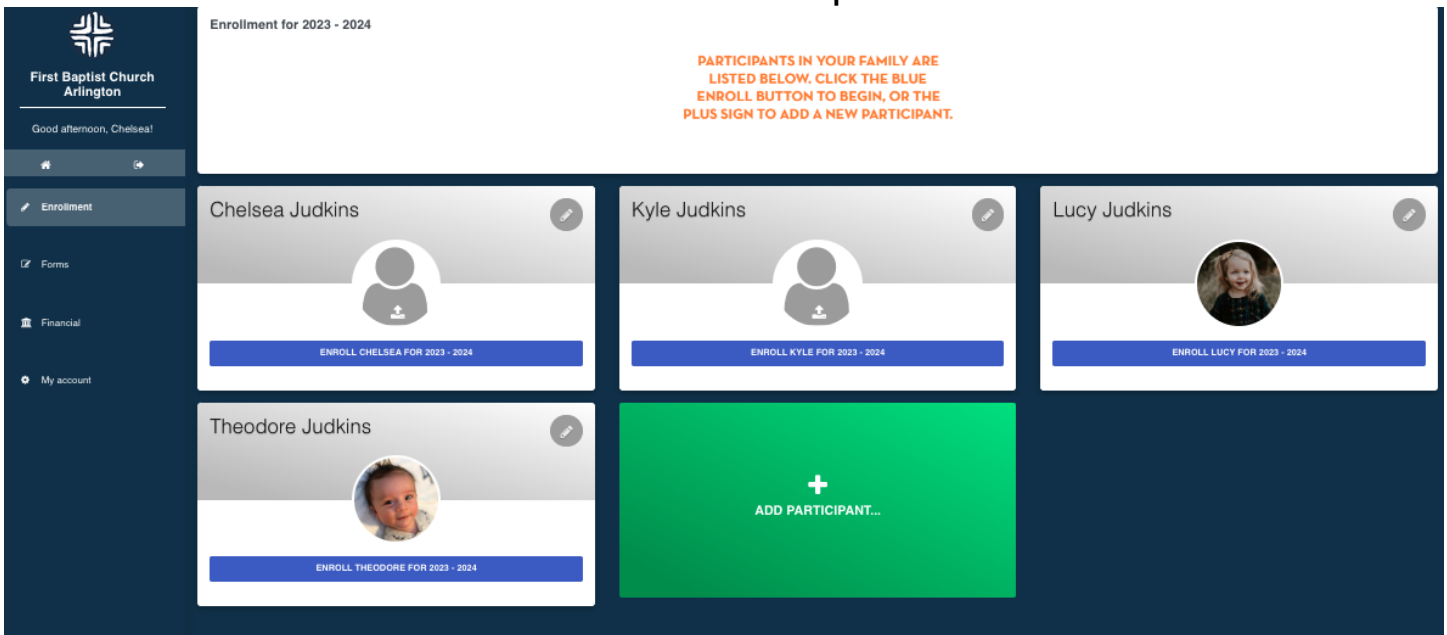 First Baptist Church
Arlington
Good afternoon, Chelsea!
Enrollment
Forms
Financial
My account
Enrollment for 2023 - 2024
PARTICIPANTS IN YOUR FAMILY ARE
LISTED BELOW. CLICK THE BLUE
ENROLL BUTTON TO BEGIN, OR THE
PLUS SIGN TO ADD A NEW PARTICIPANT.
Chelsea Judkins
ENROLL CHELSEA FOR 2023 - 2024
Kyle Judkins
ENROLL KYLE FOR 2023 - 2024
Lucy Judkins
ENROLL LUCY FOR 2023 - 2024
Theodore Judkins
ENROLL THEODORE FOR 2023 - 2024
ADD PARTICIPANT...